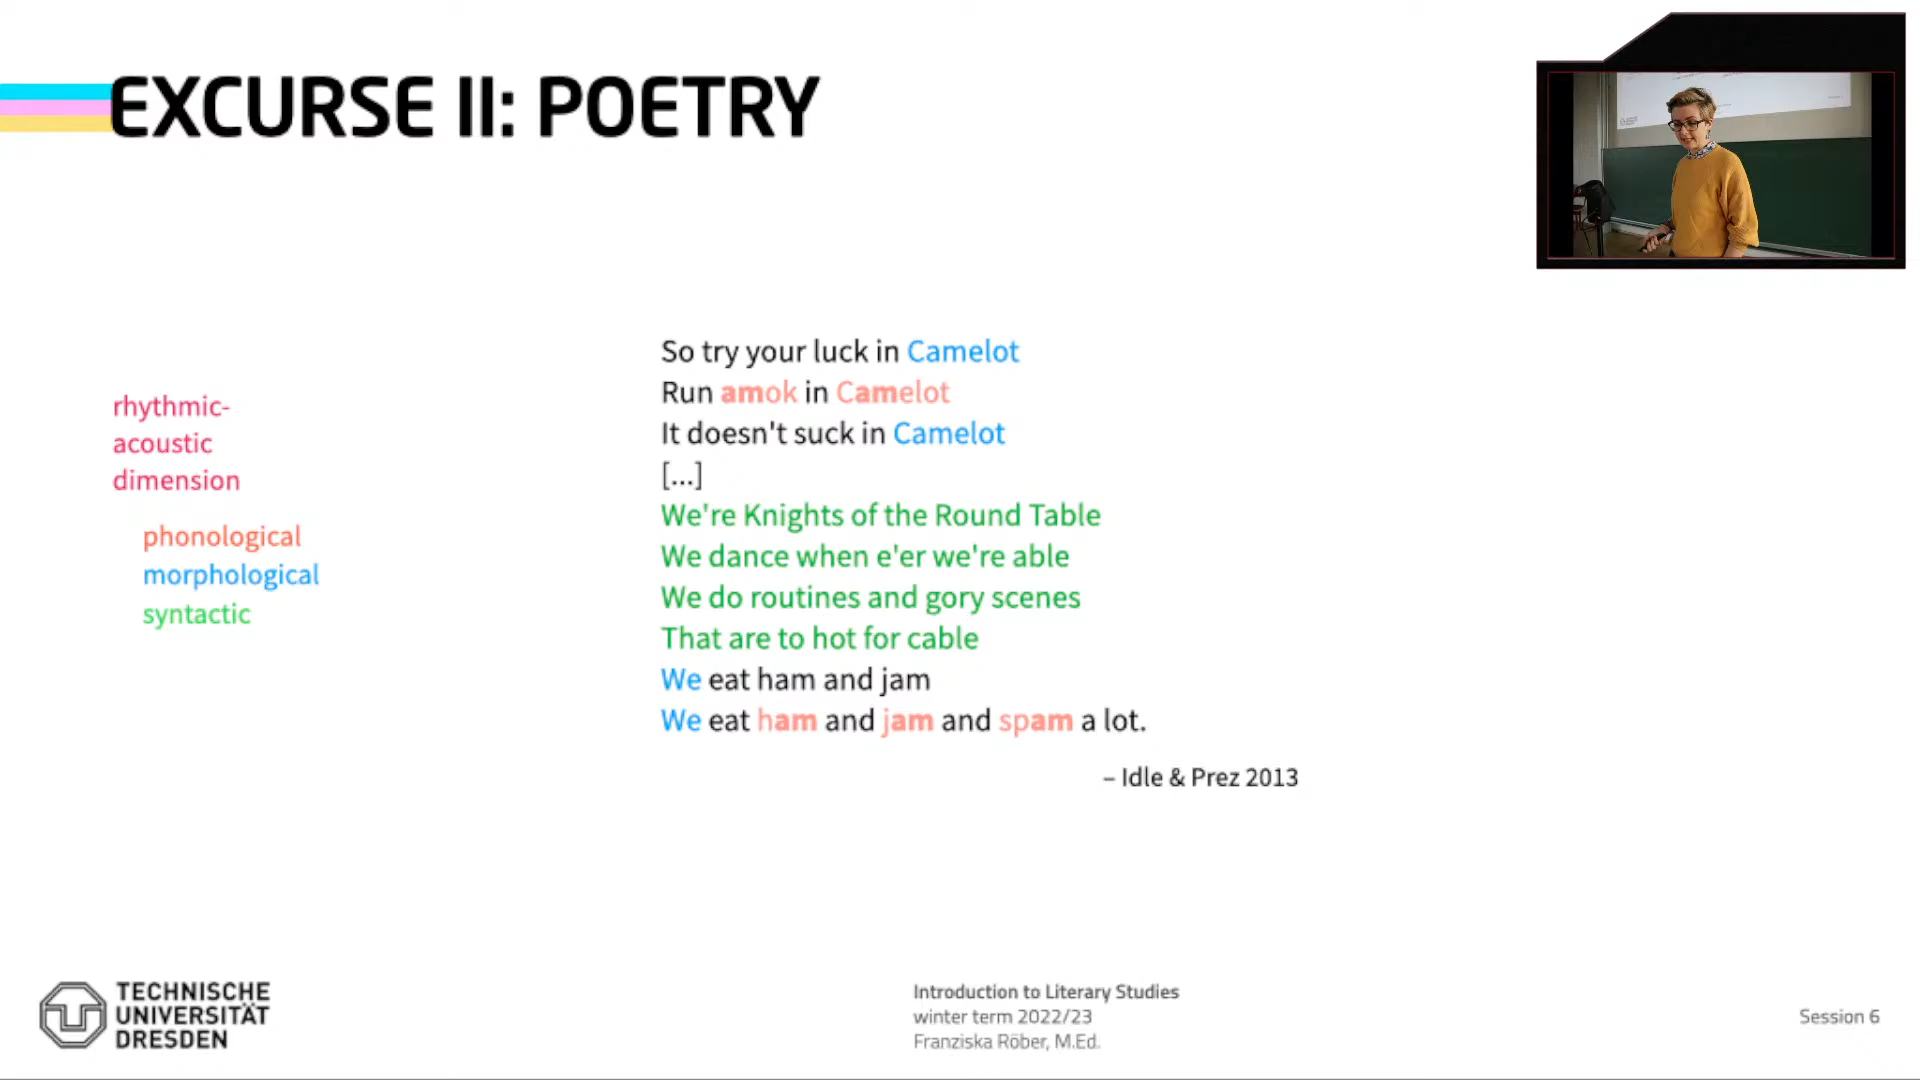 EXCURSE II: POETRY
rhythmic-
acoustic
dimension
phonological
morphological
syntactic
So try your luck in Camelot
Run amok in Camelot
It doesn't suck in Camelot
[...]
We're Knights of the Round Table
We dance when e'er we're able
We do routines and gory scenes
That are to hot for cable
We eat ham and jam
We eat ham and jam and spam a lot.
– Idle & Prez 2013
TECHNISCHE
UNIVERSITÄT
DRESDEN
Introduction to Literary Studies
winter term 2022/23
Franziska Röber, M.Ed.
Session 6